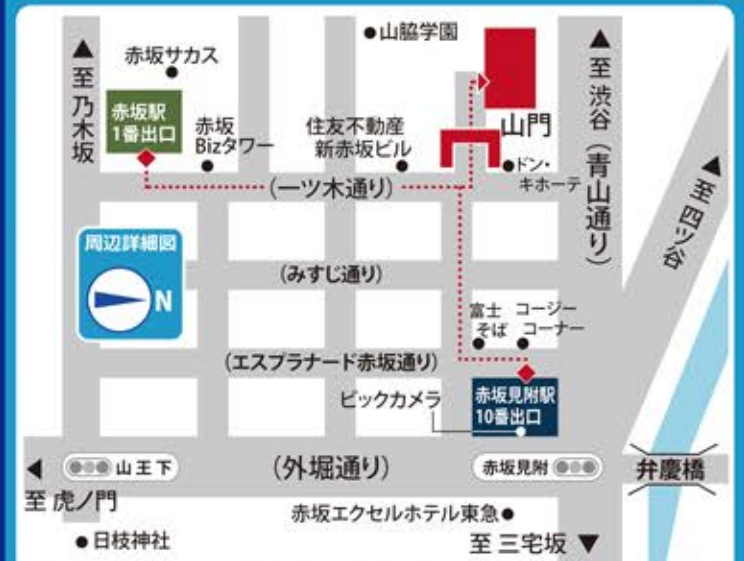 山脇学園
赤坂サカス
至 乃木坂
赤坂駅
1番出口
赤坂
Bizタワー
住友不動産
新赤坂ビル
山門
ドン・
キホーテ
至 渋谷 (青山通り)
至 四ツ谷
(一ツ木通り)
周辺詳細図
N
(みすじ通り)
富士
そば
コージー
コーナー
(エスプラナード赤坂通り)
ビックカメラ
赤坂見附駅
10番出口
山王下
(外堀通り)
赤坂見附
弁慶橋
至 虎ノ門
赤坂エクセルホテル東急
日枝神社
至 三宅坂